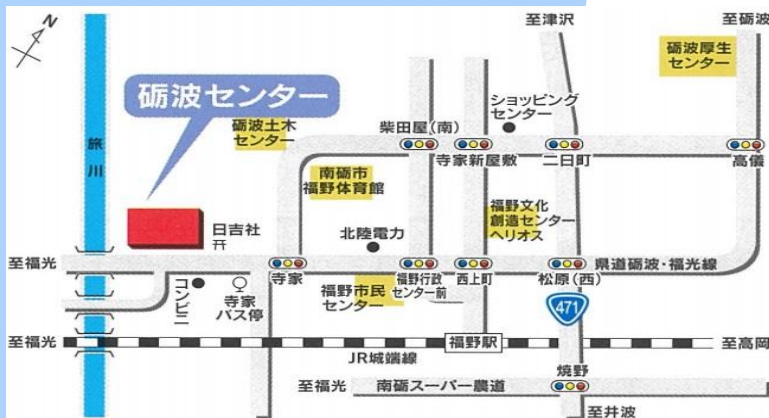 N
至津沢
至砺波
砺波厚生
センター
砺波センター
ショッピング
センター
砺波土木
センター
柴田屋(南)
旅川
寺家新屋敷
二日町
高儀
南砺市
福野体育館
福野文化
創造センター
ヘリオス
日吉社
北陸電力
至福光
県道砺波・福光線
コンビニ
寺家
バス停
寺家
福野市民
センター
福野行政
センター前
西上町
松原(西)
471
至福光
福野駅
至高岡
JR城端線
焼野
至福光
南砺スーパー農道
至井波